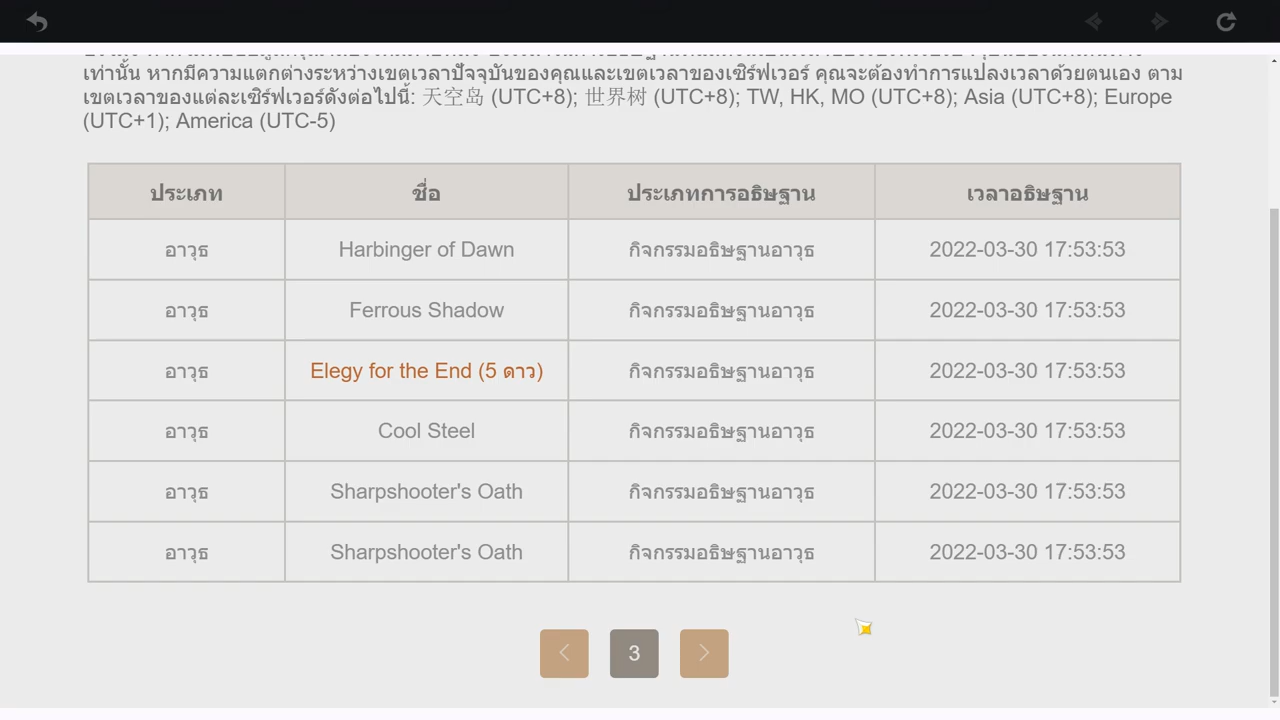 เท่านั้น หากมีความแตกต่างระหว่างเขตเวลาปัจจุบันของคุณและเขตเวลาของเซิร์ฟเวอร์ คุณจะต้องทำการแปลงเวลาด้วยตนเอง ตาม
เขตเวลาของแต่ละเซิร์ฟเวอร์ดังต่อไปนี้: 天空岛 (UTC+8); 世界树 (UTC+8); TW, HK, MO (UTC+8); Asia (UTC+8); Europe
(UTC+1); America (UTC-5)
ประเภท ชื่อ ประเภทการอธิษฐาน เวลาอธิษฐาน
อาวุธ Harbinger of Dawn กิจกรรมอธิษฐานอาวุธ 2022-03-30 17:53:53
อาวุธ Ferrous Shadow กิจกรรมอธิษฐานอาวุธ 2022-03-30 17:53:53
อาวุธ Elegy for the End (5 ดาว) กิจกรรมอธิษฐานอาวุธ 2022-03-30 17:53:53
อาวุธ Cool Steel กิจกรรมอธิษฐานอาวุธ 2022-03-30 17:53:53
อาวุธ Sharpshooter's Oath กิจกรรมอธิษฐานอาวุธ 2022-03-30 17:53:53
อาวุธ Sharpshooter's Oath กิจกรรมอธิษฐานอาวุธ 2022-03-30 17:53:53
3